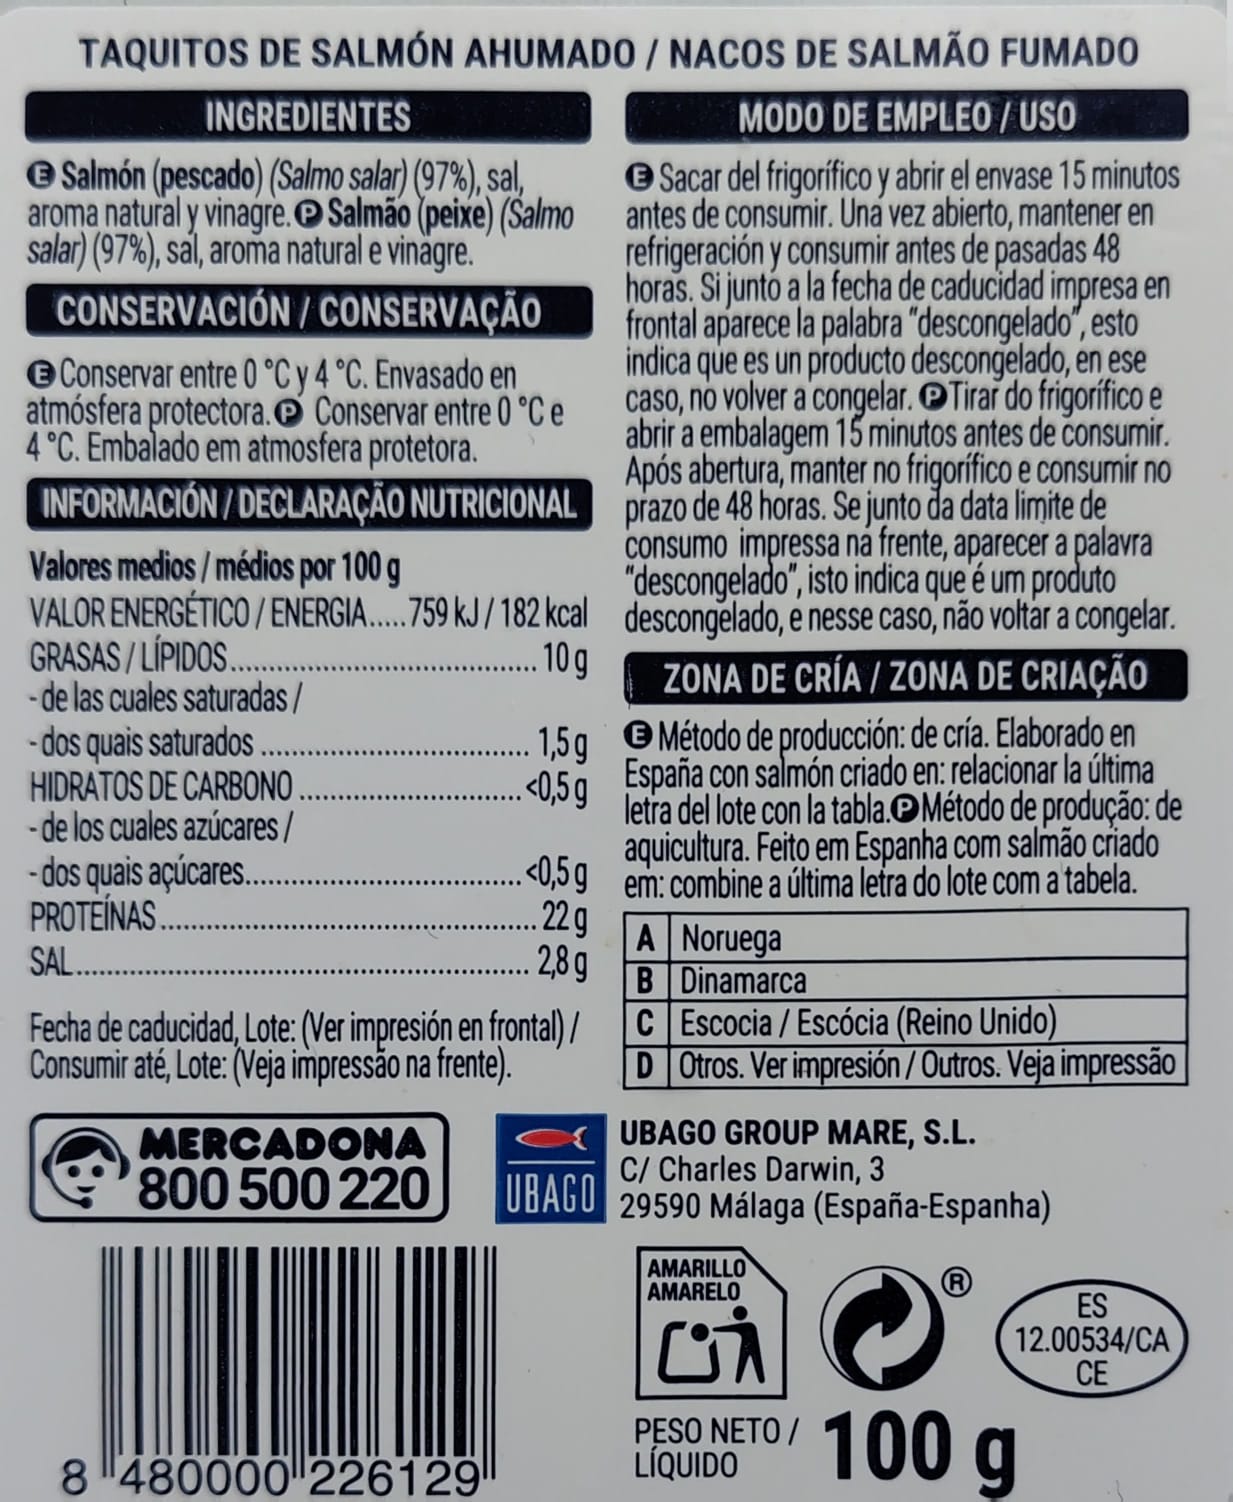 TAQUITOS DE SALMÓN AHUMADO / NACOS DE SALMÃO FUMADO
INGREDIENTES
E Salmón (pescado) (Salmo salar) (97%), sal,
aroma natural y vinagre. P Salmão (peixe) (Salmo
salar) (97%), sal, aroma natural e vinagre.
CONSERVACIÓN / CONSERVAÇÃO
E Conservar entre 0 °C y 4 °C. Envasado en
atmósfera protectora. P Conservar entre 0 °C e
4 °C. Embalado em atmosfera protetora.
INFORMACIÓN / DECLARAÇÃO NUTRICIONAL
Valores medios / médios por 100 g
VALOR ENERGÉTICO / ENERGIA.....759 kJ / 182 kcal
GRASAS / LÍPIDOS.......................................... 10 g
- de las cuales saturadas /
- dos quais saturados ..................................... 1,5 g
HIDRATOS DE CARBONO ............................... <0,5 g
- de los cuales azúcares /
- dos quais açúcares...................................... <0,5 g
PROTEÍNAS.................................................... 22 g
SAL............................................................... 2,8 g
Fecha de caducidad, Lote: (Ver impresión en frontal) /
Consumir até, Lote: (Veja impressão na frente).
MODO DE EMPLEO / USO
E Sacar del frigorífico y abrir el envase 15 minutos
antes de consumir. Una vez abierto, mantener en
refrigeración y consumir antes de pasadas 48
horas. Si junto a la fecha de caducidad impresa en
frontal aparece la palabra "descongelado", esto
indica que es un producto descongelado, en ese
caso, no volver a congelar. P Tirar do frigorífico e
abrir a embalagem 15 minutos antes de consumir.
Após abertura, manter no frigorífico e consumir no
prazo de 48 horas. Se junto da data limite de
consumo impressa na frente, aparecer a palavra
"descongelado", isto indica que é um produto
descongelado, e nesse caso, não voltar a congelar.
ZONA DE CRÍA / ZONA DE CRIAÇÃO
E Método de producción: de cría. Elaborado en
España con salmón criado en: relacionar la última
letra del lote con la tabla. P Método de produção: de
aquicultura. Feito em Espanha com salmão criado
em: combine a última letra do lote com a tabela.
A Noruega
B Dinamarca
C Escocia / Escócia (Reino Unido)
D Otros. Ver impresión / Outros. Veja impressão
MERCADONA
800 500 220
UBAGO
UBAGO GROUP MARE, S.L.
C/ Charles Darwin, 3
29590 Málaga (España-Espanha)
AMARILLO
AMARELO
®
ES
12.00534/CA
CE
PESO NETO /
LÍQUIDO
100 g
8 480000 226129